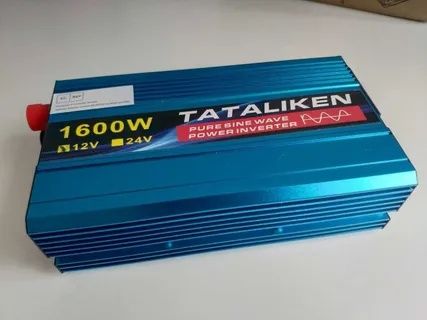 TATALIKEN
1600W
PURE SINE WAVE
12V 24V
POWER INVERTER